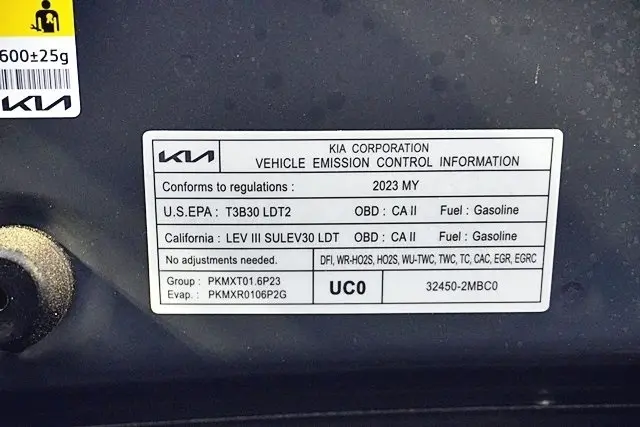 600±25g
KIA
KIA
KIA CORPORATION
VEHICLE EMISSION CONTROL INFORMATION
Conforms to regulations : 2023 MY
U.S.EPA : T3B30 LDT2 OBD : CA II Fuel : Gasoline
California : LEV III SULEV30 LDT OBD : CA II Fuel : Gasoline
No adjustments needed. DFI, WR-HO2S, HO2S, WU-TWC, TWC, TC, CAC, EGR, EGRC
Group : PKMXT01.6P23
Evap. : PKMXR0106P2G
UC0
32450-2MBC0